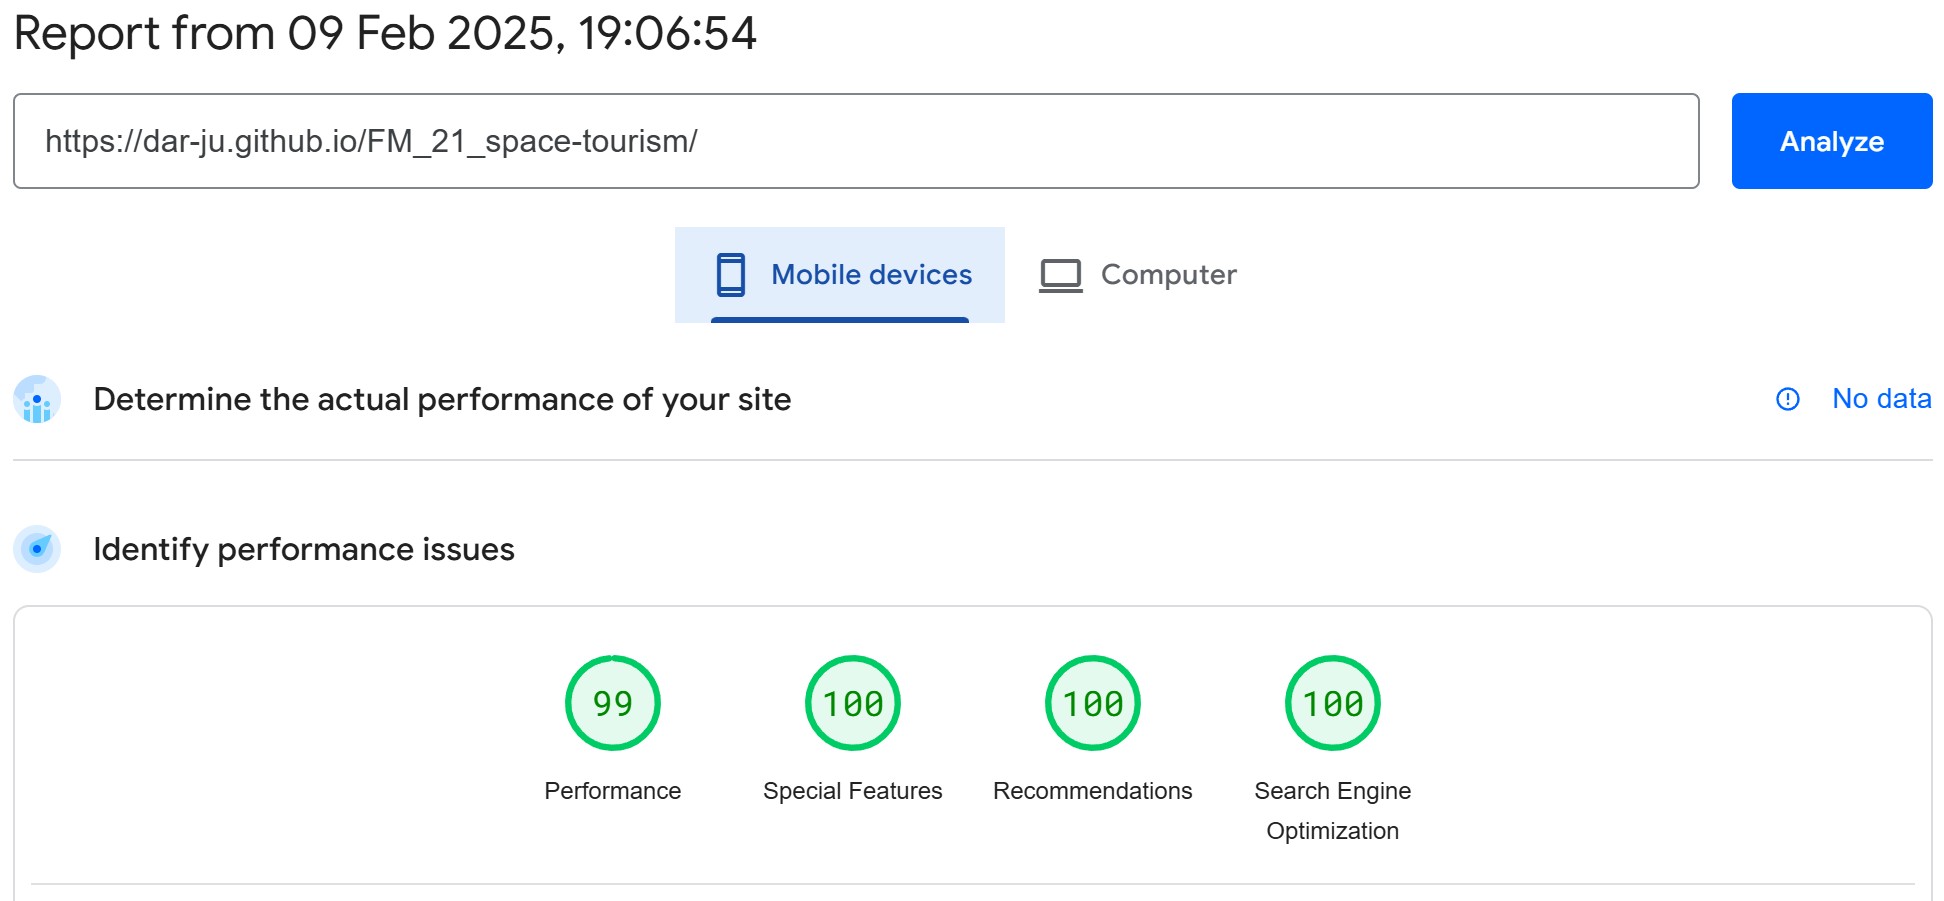 Report from 09 Feb 2025, 19:06:54
https://dar-ju.github.io/FM_21_space-tourism/
Analyze
Mobile devices
Computer
Determine the actual performance of your site
No data
Identify performance issues
99
100
100
100
Performance
Special Features
Recommendations
Search Engine
Optimization